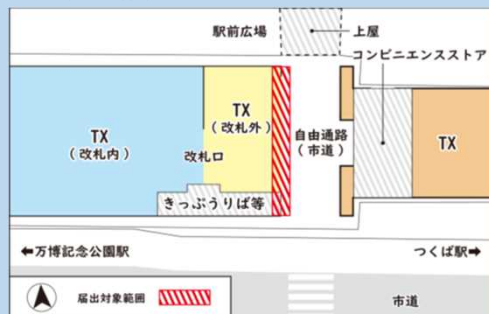 駅前広場
上屋
コンビニエンスストア
TX
(改札内)
改札口
TX
(改札外)
自由通路
(市道)
TX
きっぷうりば等
←万博記念公園駅
つくば駅→
届出対象範囲
市道